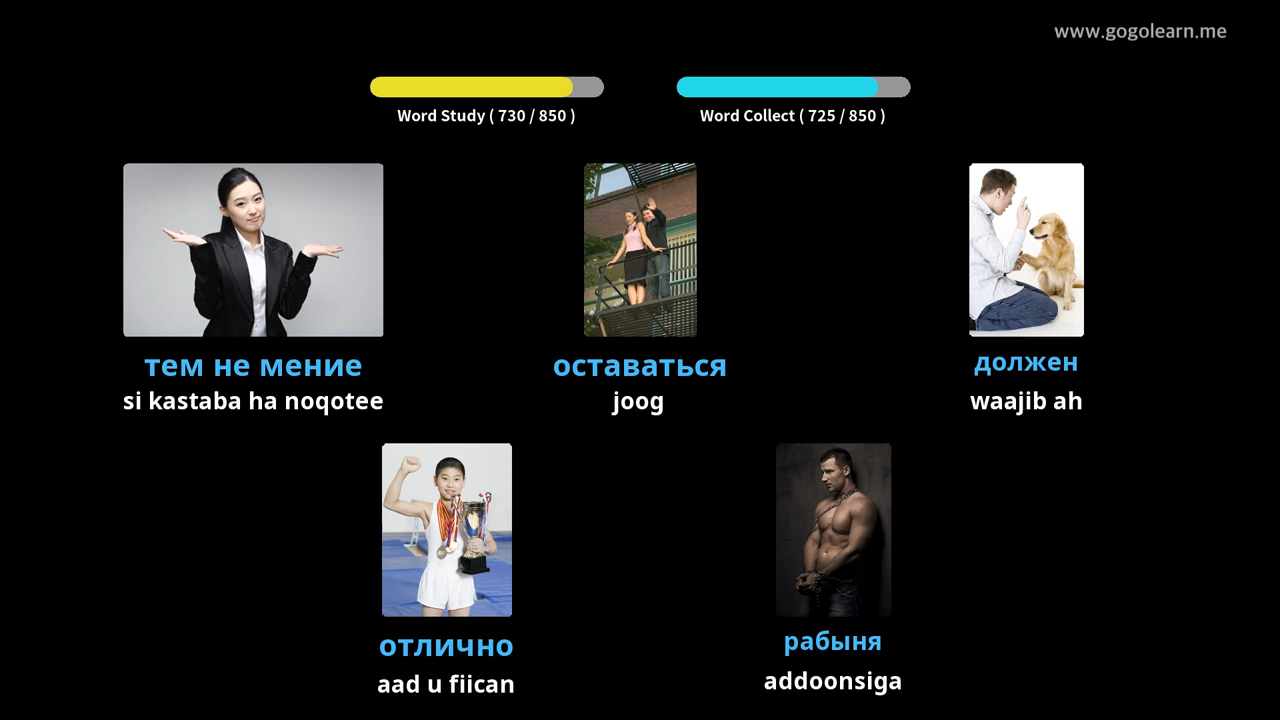 www.gogolearn.me
Word Study ( 730 / 850 )
Word Collect ( 725 / 850 )
тем не мение
si kastaba ha noqotee
оставаться
joog
должен
waajib ah
отлично
aad u fiican
рабыня
addoonsiga